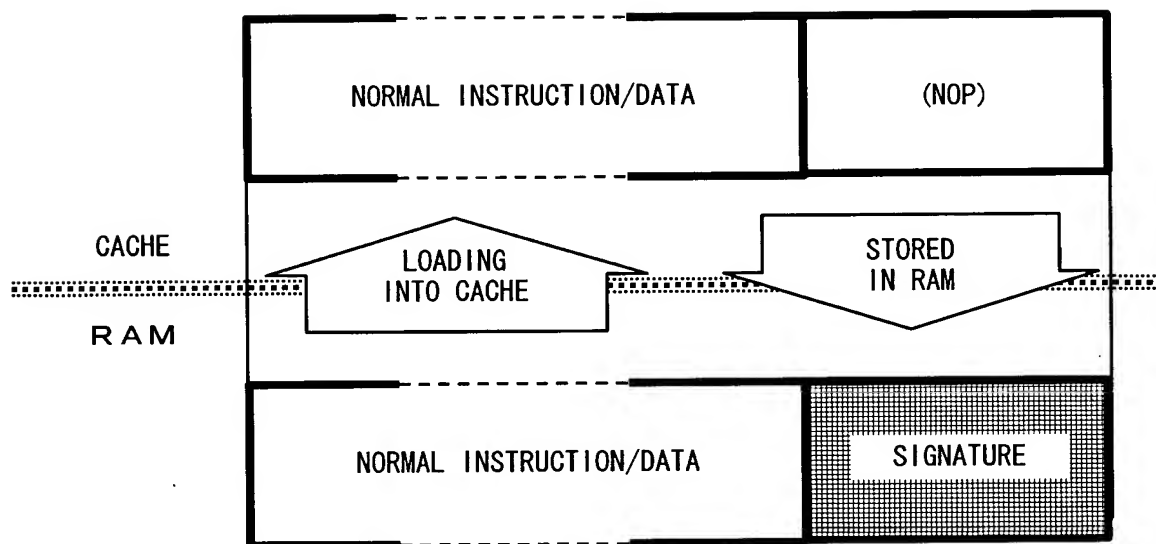 NORMAL INSTRUCTION/DATA
(NOP)
CACHE
LOADING
INTO CACHE
STORED
IN RAM
RAM
NORMAL INSTRUCTION/DATA
SIGNATURE